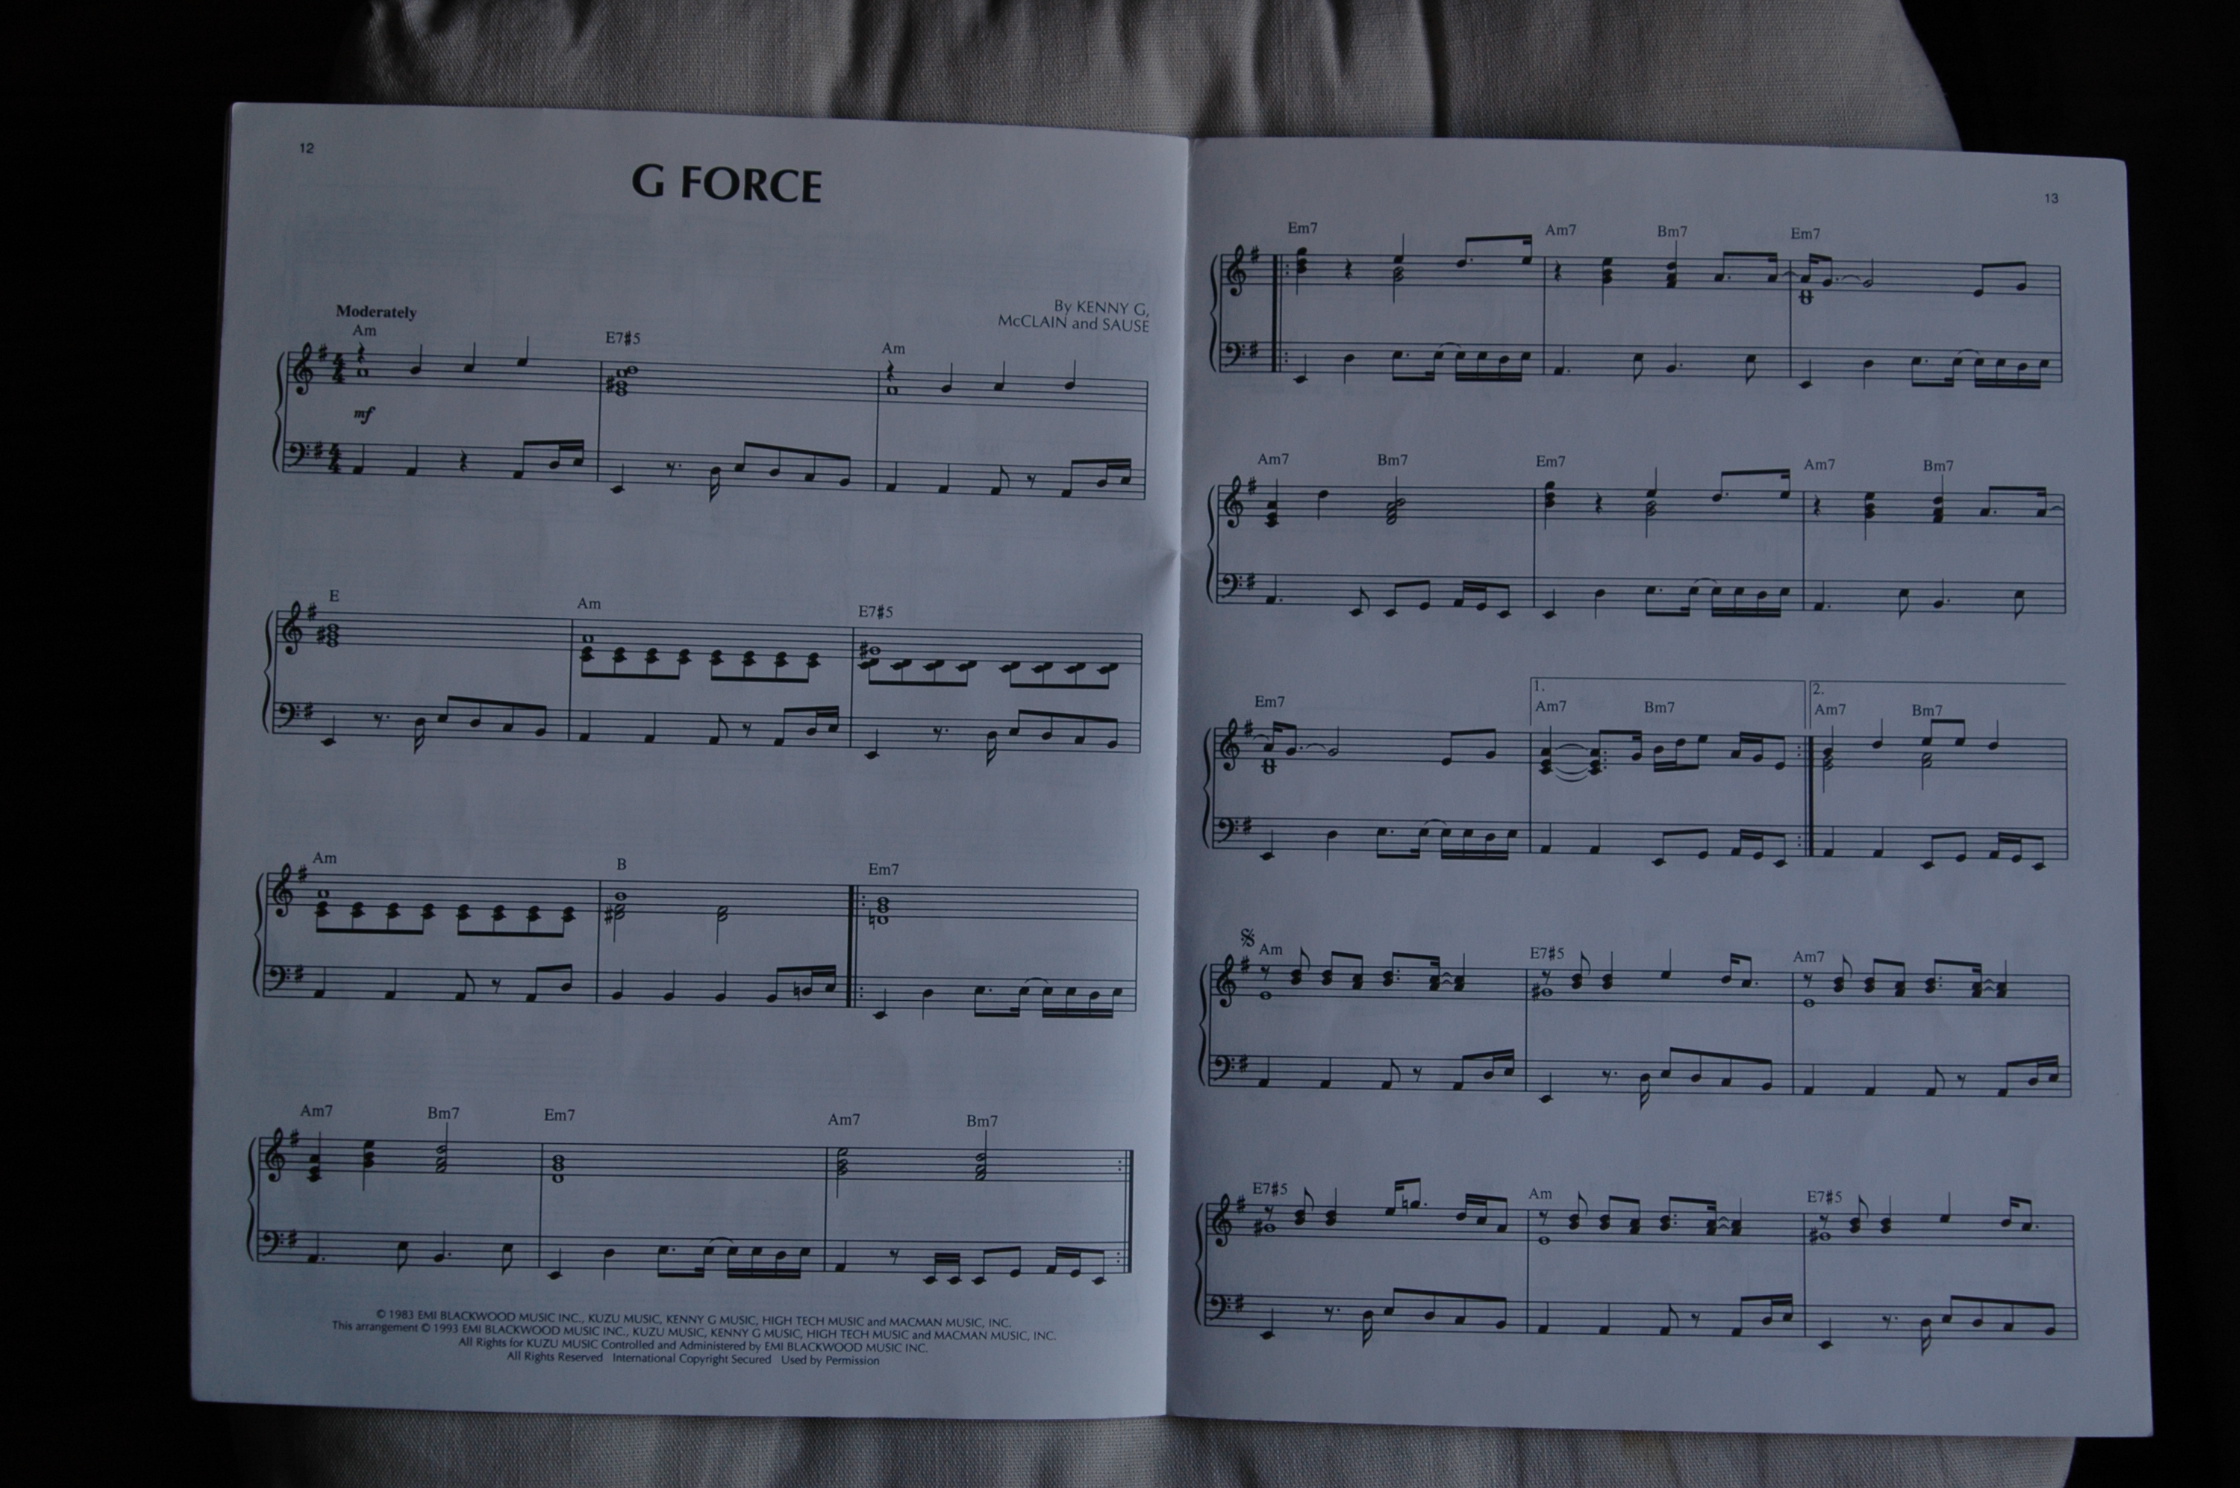 12
G FORCE
By KENNY G,
McCLAIN and SAUSE
Moderately
Am E7#5 Am
mf
E Am E7#5
Am B Em7
Am7 Bm7 Em7 Am7 Bm7
© 1983 EMI BLACKWOOD MUSIC INC., KUZU MUSIC, KENNY G MUSIC, HIGH TECH MUSIC and MACMAN MUSIC, INC.
This arrangement © 1993 EMI BLACKWOOD MUSIC INC., KUZU MUSIC, KENNY G MUSIC, HIGH TECH MUSIC and MACMAN MUSIC, INC.
All Rights for KUZU MUSIC Controlled and Administered by EMI BLACKWOOD MUSIC INC.
All Rights Reserved International Copyright Secured Used by Permission
13
Em7 Am7 Bm7 Em7
Am7 Bm7 Em7 Am7 Bm7
1. 2.
Em7 Am7 Bm7 Am7 Bm7
Am E7#5 Am7
E7#5 Am E7#5